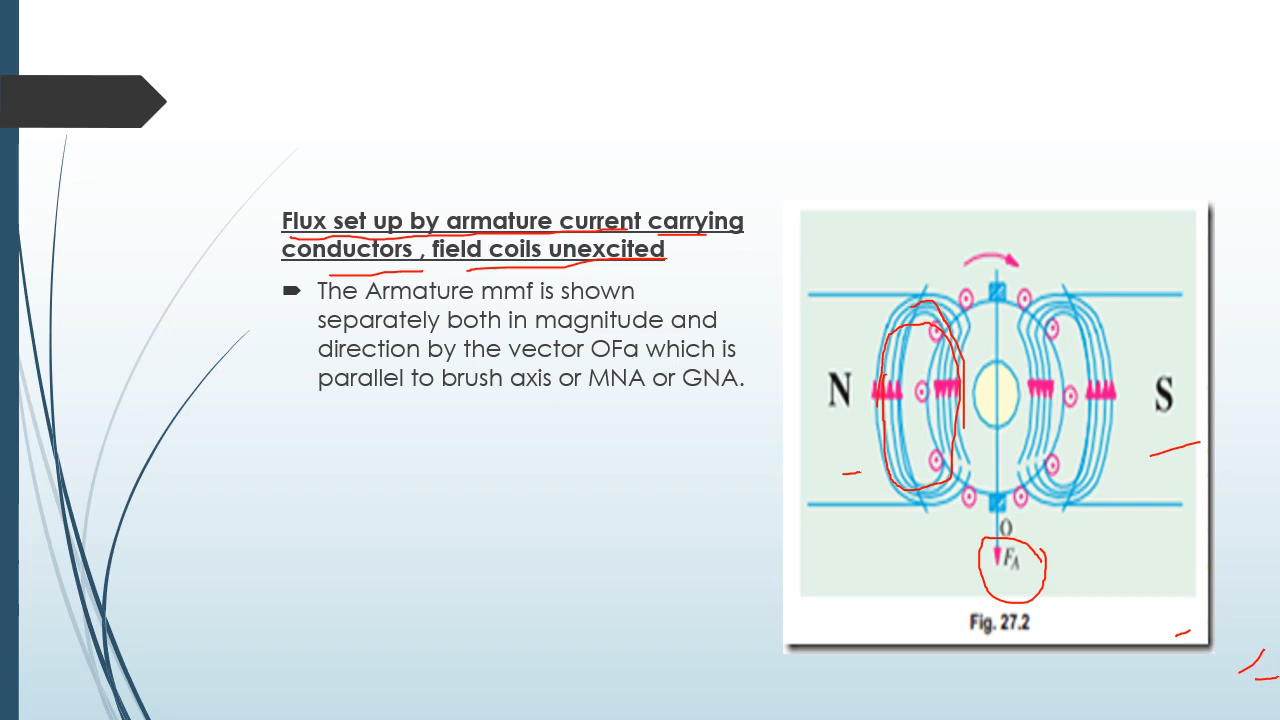 Flux set up by armature current carrying
conductors , field coils unexcited
The Armature mmf is shown
separately both in magnitude and
direction by the vector OFa which is
parallel to brush axis or MNA or GNA.
N
S
O
FA
Fig. 27.2